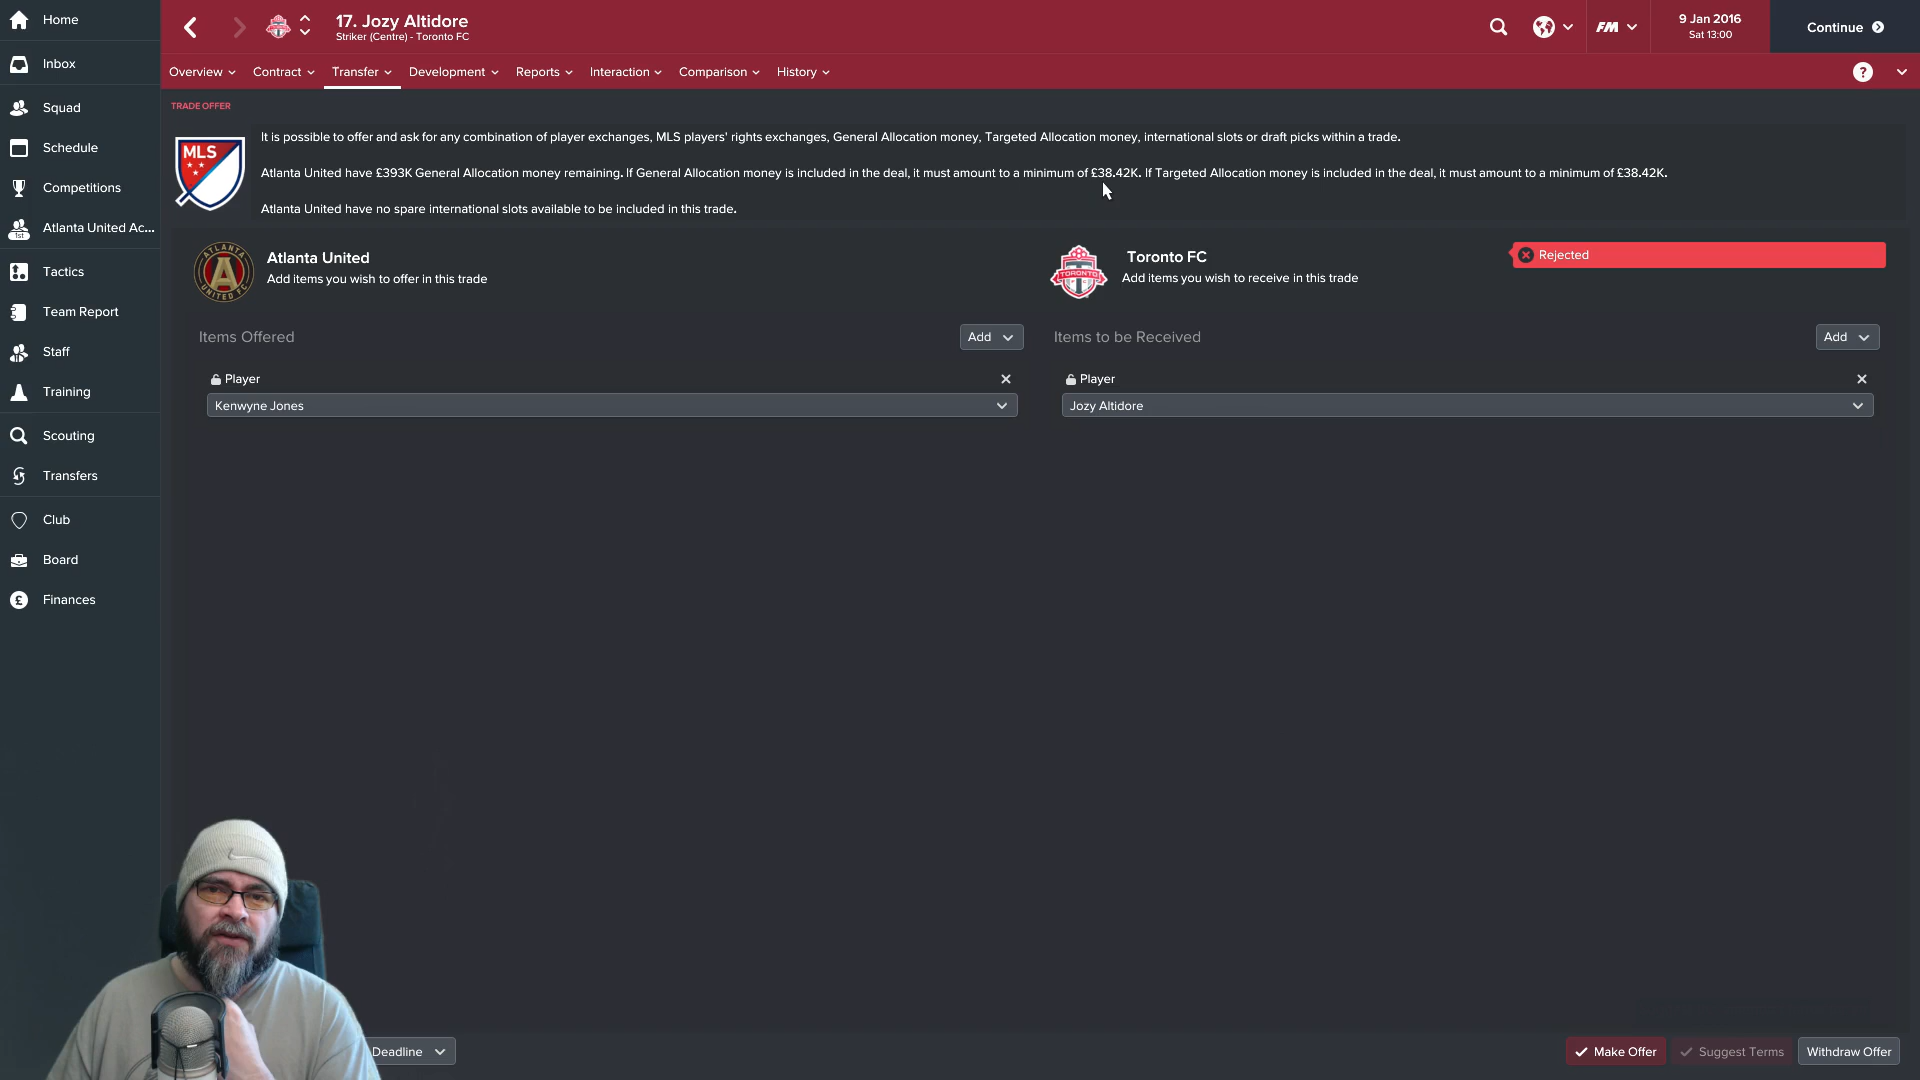 Home
Inbox
Squad
Schedule
Competitions
1st
Atlanta United Ac...
Tactics
Team Report
Staff
Training
Scouting
Transfers
Club
Board
Finances
17. Jozy Altidore
Striker (Centre) - Toronto FC
FM
9 Jan 2016
Sat 13:00
Continue
Overview
Contract
Transfer
Development
Reports
Interaction
Comparison
History
?
TRADE OFFER
MLS
It is possible to offer and ask for any combination of player exchanges, MLS players' rights exchanges, General Allocation money, Targeted Allocation money, international slots or draft picks within a trade.
Atlanta United have £393K General Allocation money remaining. If General Allocation money is included in the deal, it must amount to a minimum of £38.42K. If Targeted Allocation money is included in the deal, it must amount to a minimum of £38.42K.
Atlanta United have no spare international slots available to be included in this trade.
ATLANTA
A
UNITED FC
Atlanta United
Add items you wish to offer in this trade
TORONTO
Toronto FC
Add items you wish to receive in this trade
Rejected
Items Offered
Add
Items to be Received
Add
Player
Kenwyne Jones
Player
Jozy Altidore
Deadline
Make Offer
Suggest Terms
Withdraw Offer